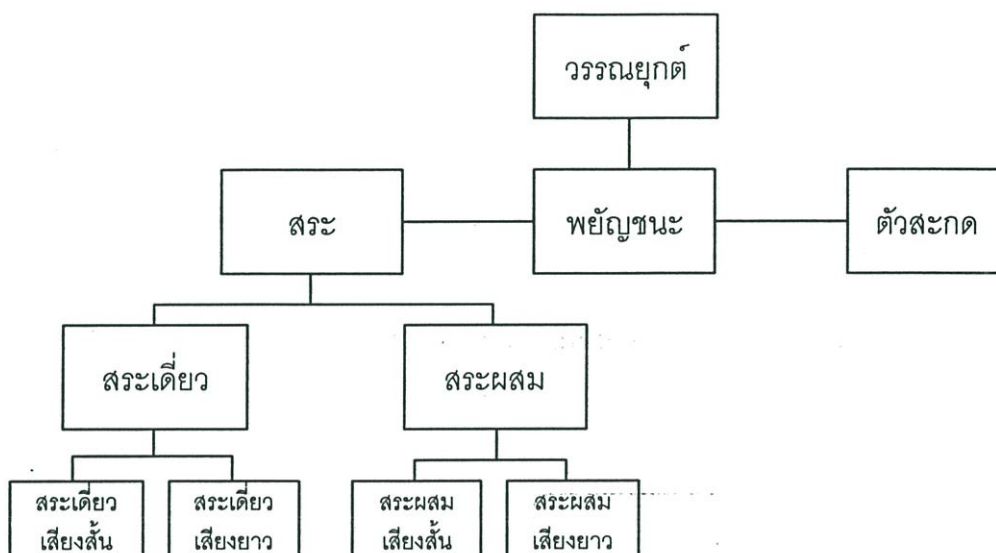 วรรณยุกต์
สระ
พยัญชนะ
ตัวสะกด
สระเดี่ยว
สระผสม
สระเดี่ยว
เสียงสั้น
สระเดี่ยว
เสียงยาว
สระผสม
เสียงสั้น
สระผสม
เสียงยาว